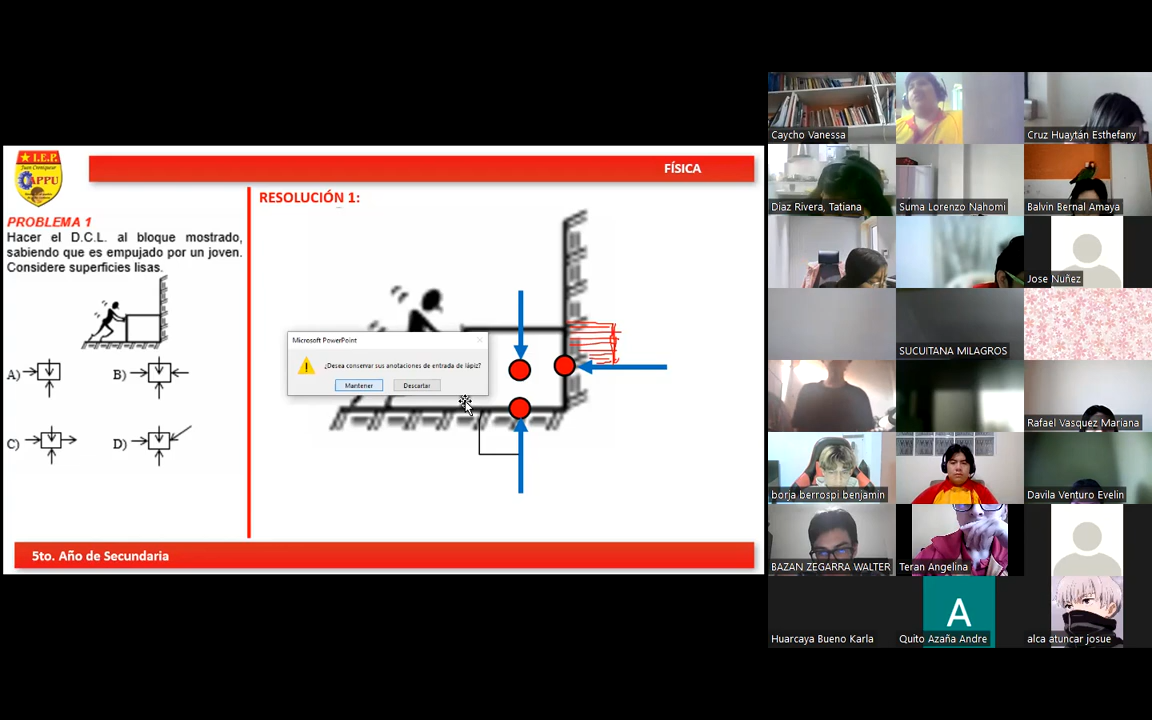 I.E.P.
CAPPU
FÍSICA
PROBLEMA 1
Hacer el D.C.L. al bloque mostrado,
sabiendo que es empujado por un joven.
Considere superficies lisas.
A)
B)
C)
D)
RESOLUCIÓN 1:
Microsoft PowerPoint
¿Desea conservar sus anotaciones de entrada de lápiz?
Mantener
Descartar
5to. Año de Secundaria
Caycho Vanessa
Cruz Huaytán Esthefany
Diaz Rivera, Tatiana
Suma Lorenzo Nahomi
Balvin Bernal Amaya
Jose Nuñez
SUCUITANA MILAGROS
Rafael Vasquez Mariana
borja berrospi benjamin
Davila Venturo Evelin
BAZAN ZEGARRA WALTER
Teran Angelina
Huarcaya Bueno Karla
A
Quito Azaña Andre
alca atuncar josue